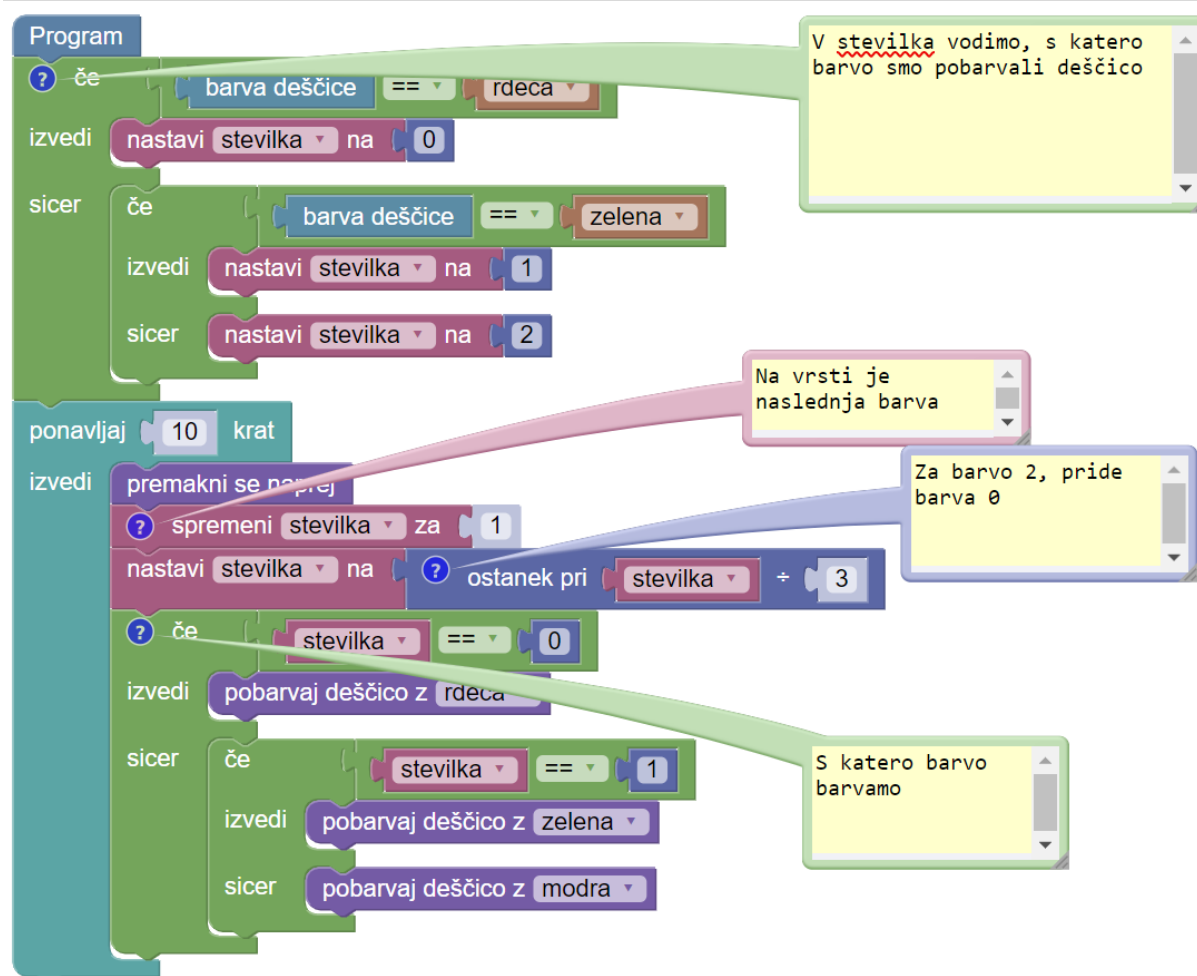 Program
V stevilka vodimo, s katero
barvo smo pobarvali deščico
? če barva deščice == rdeča
izvedi nastavi stevilka na 0
sicer če barva deščice == zelena
izvedi nastavi stevilka na 1
sicer nastavi stevilka na 2
Na vrsti je
naslednja barva
ponavljaj 10 krat
Za barvo 2, pride
barva 0
izvedi premakni se naprej
? spremeni stevilka za 1
nastavi stevilka na ? ostanek pri stevilka ÷ 3
? če stevilka == 0
izvedi pobarvaj deščico z rdeča
S katero barvo
barvamo
sicer če stevilka == 1
izvedi pobarvaj deščico z zelena
sicer pobarvaj deščico z modra